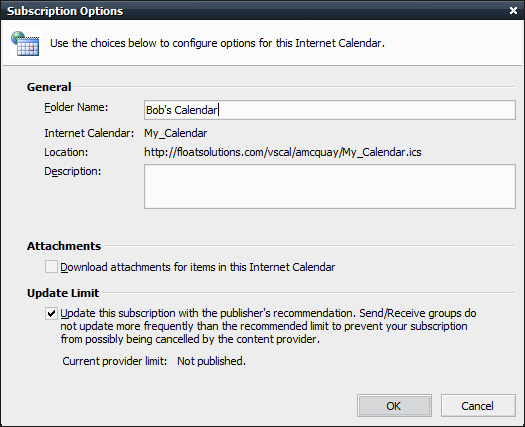 Subscription Options
Use the choices below to configure options for this Internet Calendar.
General
Folder Name: Bob's Calendar
Internet Calendar: My_Calendar
Location: http://floatsolutions.com/vscal/amcquay/My_Calendar.ics
Description:
Attachments
Download attachments for items in this Internet Calendar
Update Limit
Update this subscription with the publisher's recommendation. Send/Receive groups do
not update more frequently than the recommended limit to prevent your subscription
from possibly being cancelled by the content provider.
Current provider limit: Not published.
OK Cancel